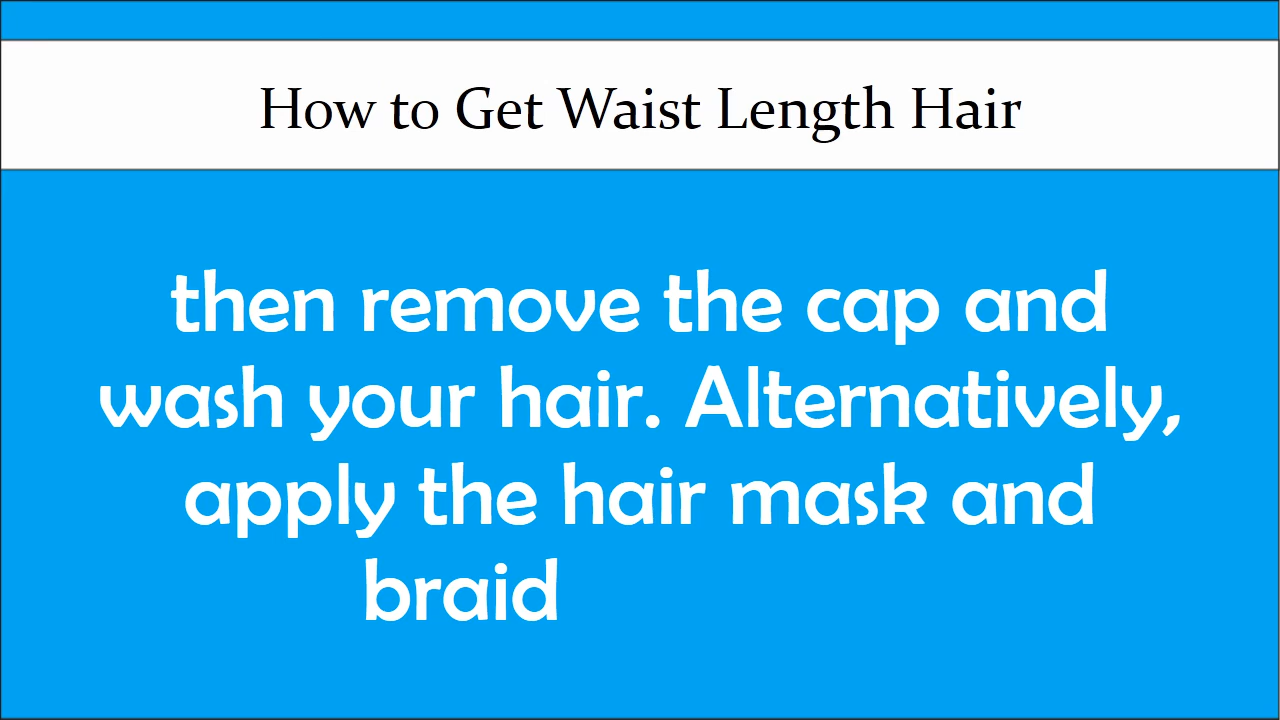 How to Get Waist Length Hair
then remove the cap and
wash your hair. Alternatively,
apply the hair mask and
braid